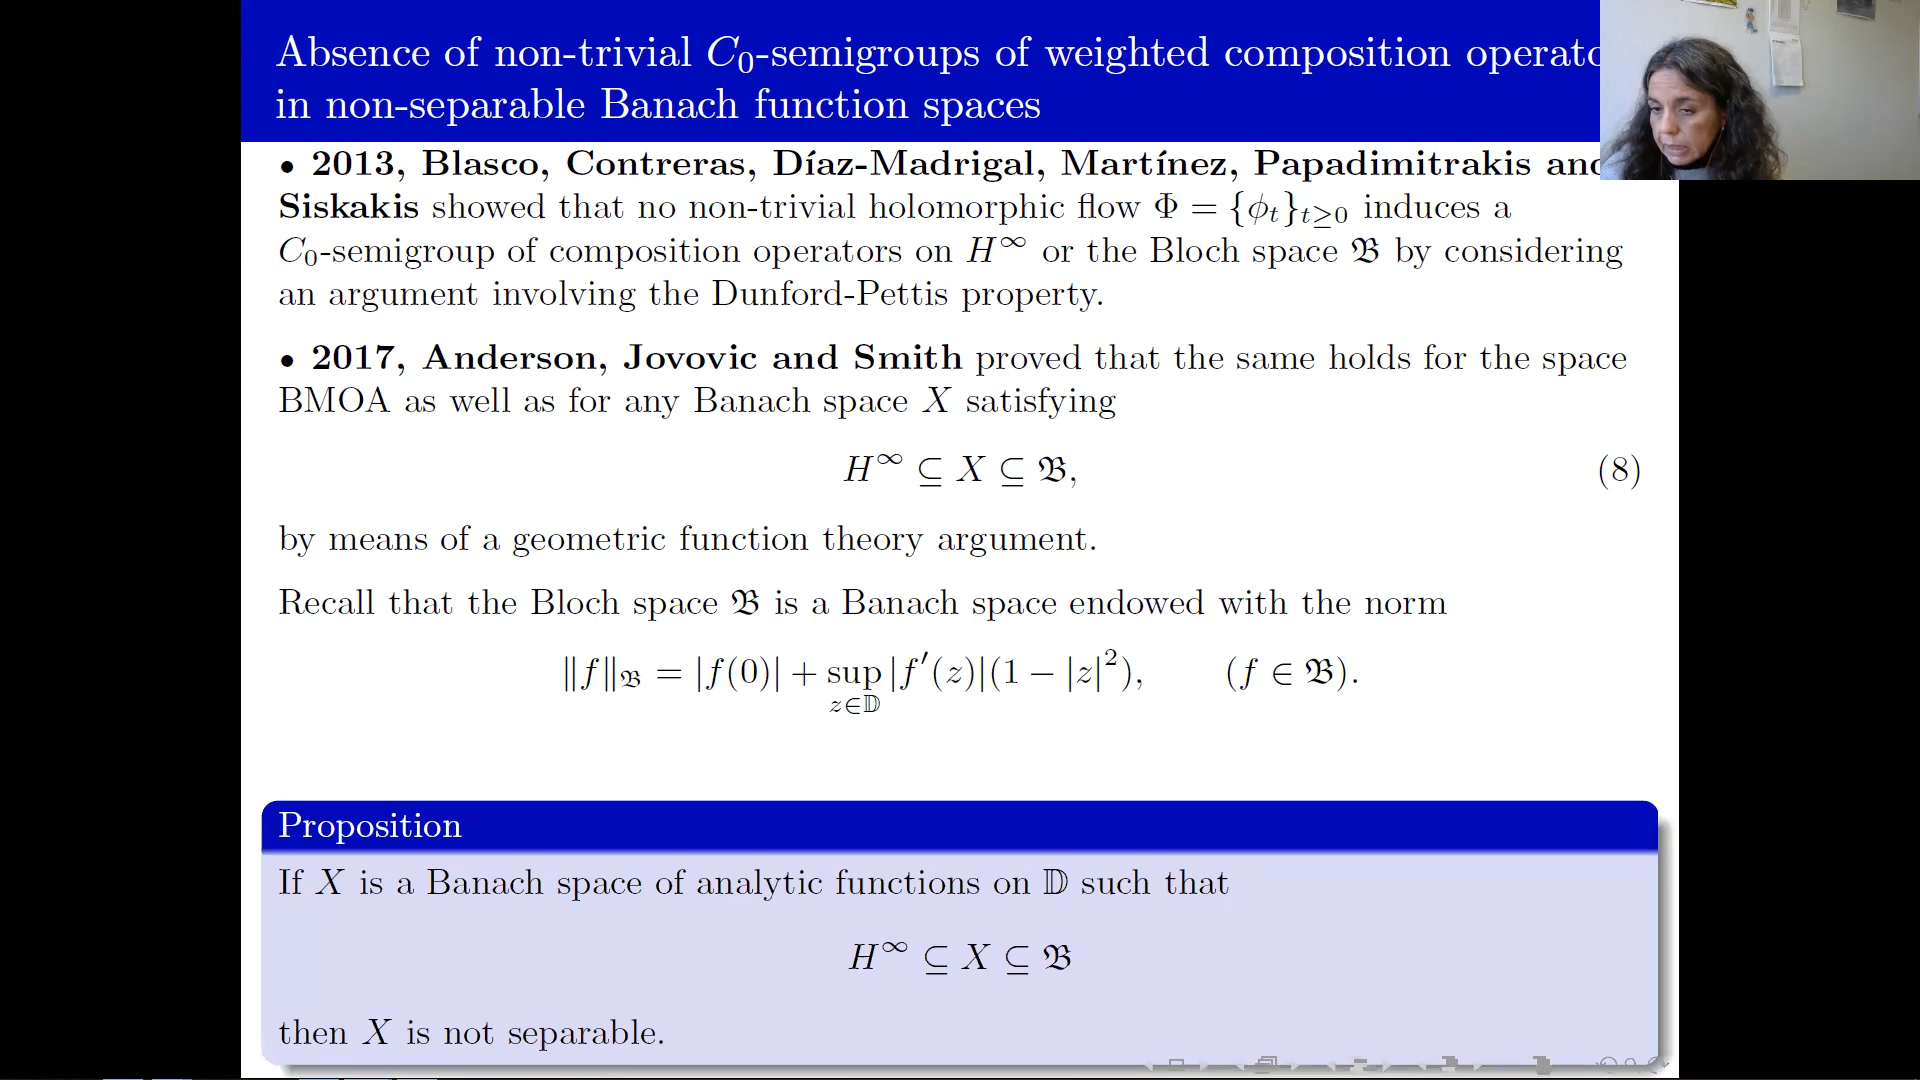 Absence of non-trivial C₀-semigroups of weighted composition operato
in non-separable Banach function spaces
• 2013, Blasco, Contreras, Díaz-Madrigal, Martínez, Papadimitrakis and
Siskakis showed that no non-trivial holomorphic flow Φ = {ϕₜ}ₜ≥₀ induces a
C₀-semigroup of composition operators on H^∞ or the Bloch space 𝔅 by considering
an argument involving the Dunford-Pettis property.
• 2017, Anderson, Jovovic and Smith proved that the same holds for the space
BMOA as well as for any Banach space X satisfying
H^∞ ⊆ X ⊆ 𝔅, (8)
by means of a geometric function theory argument.
Recall that the Bloch space 𝔅 is a Banach space endowed with the norm
‖f‖_𝔅 = |f(0)| + sup_{z∈𝔻} |f′(z)|(1 − |z|²), (f ∈ 𝔅).
Proposition
If X is a Banach space of analytic functions on 𝔻 such that
H^∞ ⊆ X ⊆ 𝔅
then X is not separable.